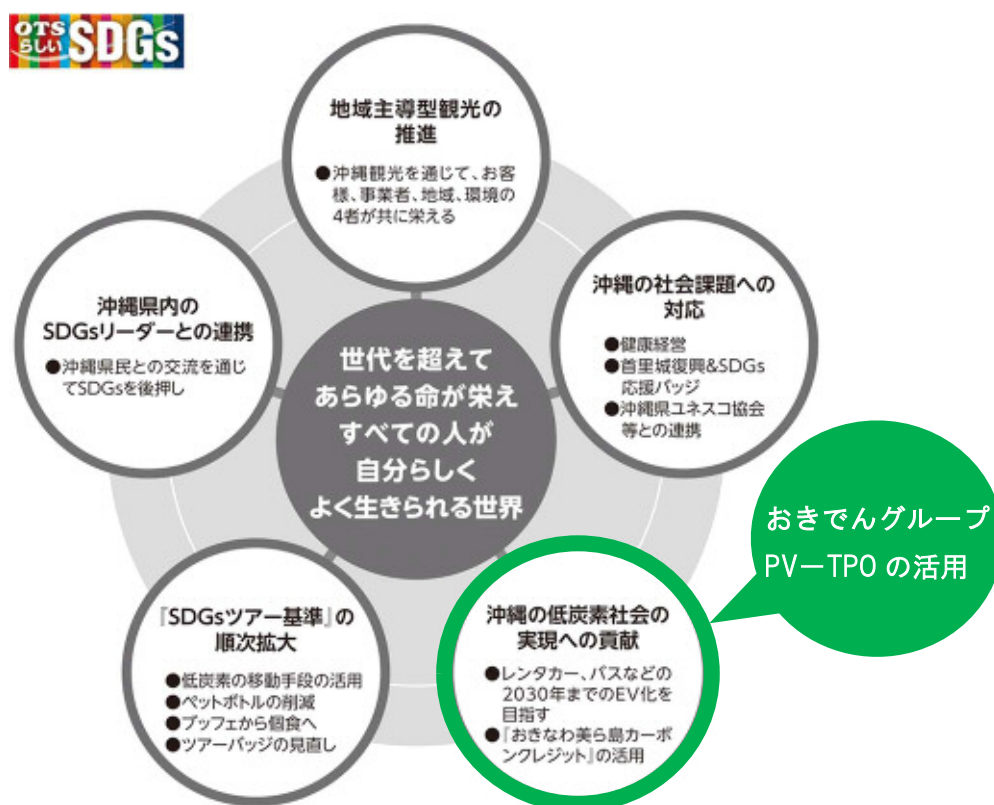 OTS
らしい
SDGs
地域主導型観光の
推進
●沖縄観光を通じて、お客
様、事業者、地域、環境の
4者が共に栄える
沖縄の社会課題への
対応
●健康経営
●首里城復興&SDGs
応援バッジ
●沖縄県ユネスコ協会
等との連携
沖縄県内の
SDGsリーダーとの連携
●沖縄県民との交流を通じ
てSDGsを後押し
世代を超えて
あらゆる命が栄え
すべての人が
自分らしく
よく生きられる世界
おきでんグループ
PV－TPO の活用
『SDGsツアー基準』の
順次拡大
●低炭素の移動手段の活用
●ペットボトルの削減
●ブッフェから個食へ
●ツアーバッジの見直し
沖縄の低炭素社会の
実現への貢献
●レンタカー、バスなどの
2030年までのEV化を
目指す
●『おきなわ美ら島カーボ
ンクレジット』の活用